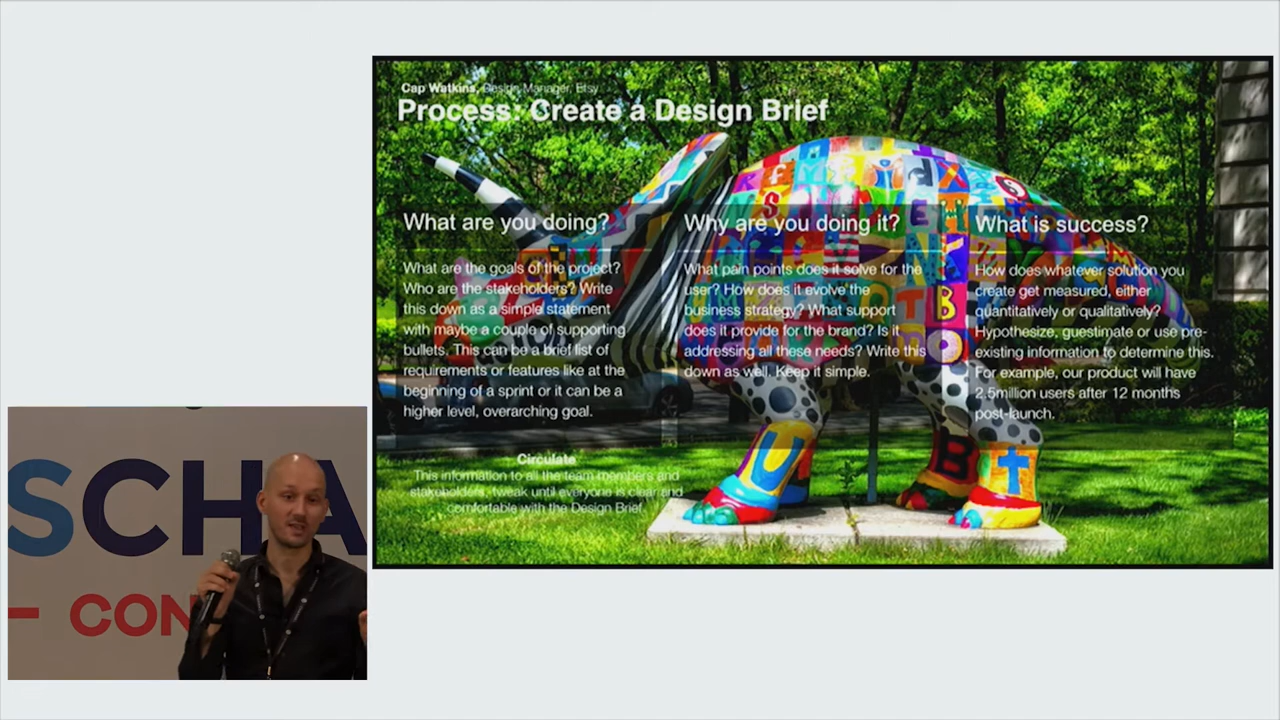 Cap Watkins, Design Manager, Etsy
Process: Create a Design Brief
What are you doing?
What are the goals of the project?
Who are the stakeholders? Write
this down as a simple statement
with maybe a couple of supporting
bullets. This can be a brief list of
requirements or features like at the
beginning of a sprint or it can be a
higher level, overarching goal.
Why are you doing it?
What pain points does it solve for the
user? How does it evolve the
business strategy? What support
does it provide for the brand? Is it
addressing all these needs? Write this
down as well. Keep it simple.
What is success?
How does whatever solution you
create get measured, either
quantitatively or qualitatively?
Hypothesize, guestimate or use pre-
existing information to determine this.
For example, our product will have
2.5million users after 12 months
post-launch.
Circulate
This information to all the team members and
stakeholders, tweak until everyone is clear and
comfortable with the Design Brief
U
B
t
SCHA
CON